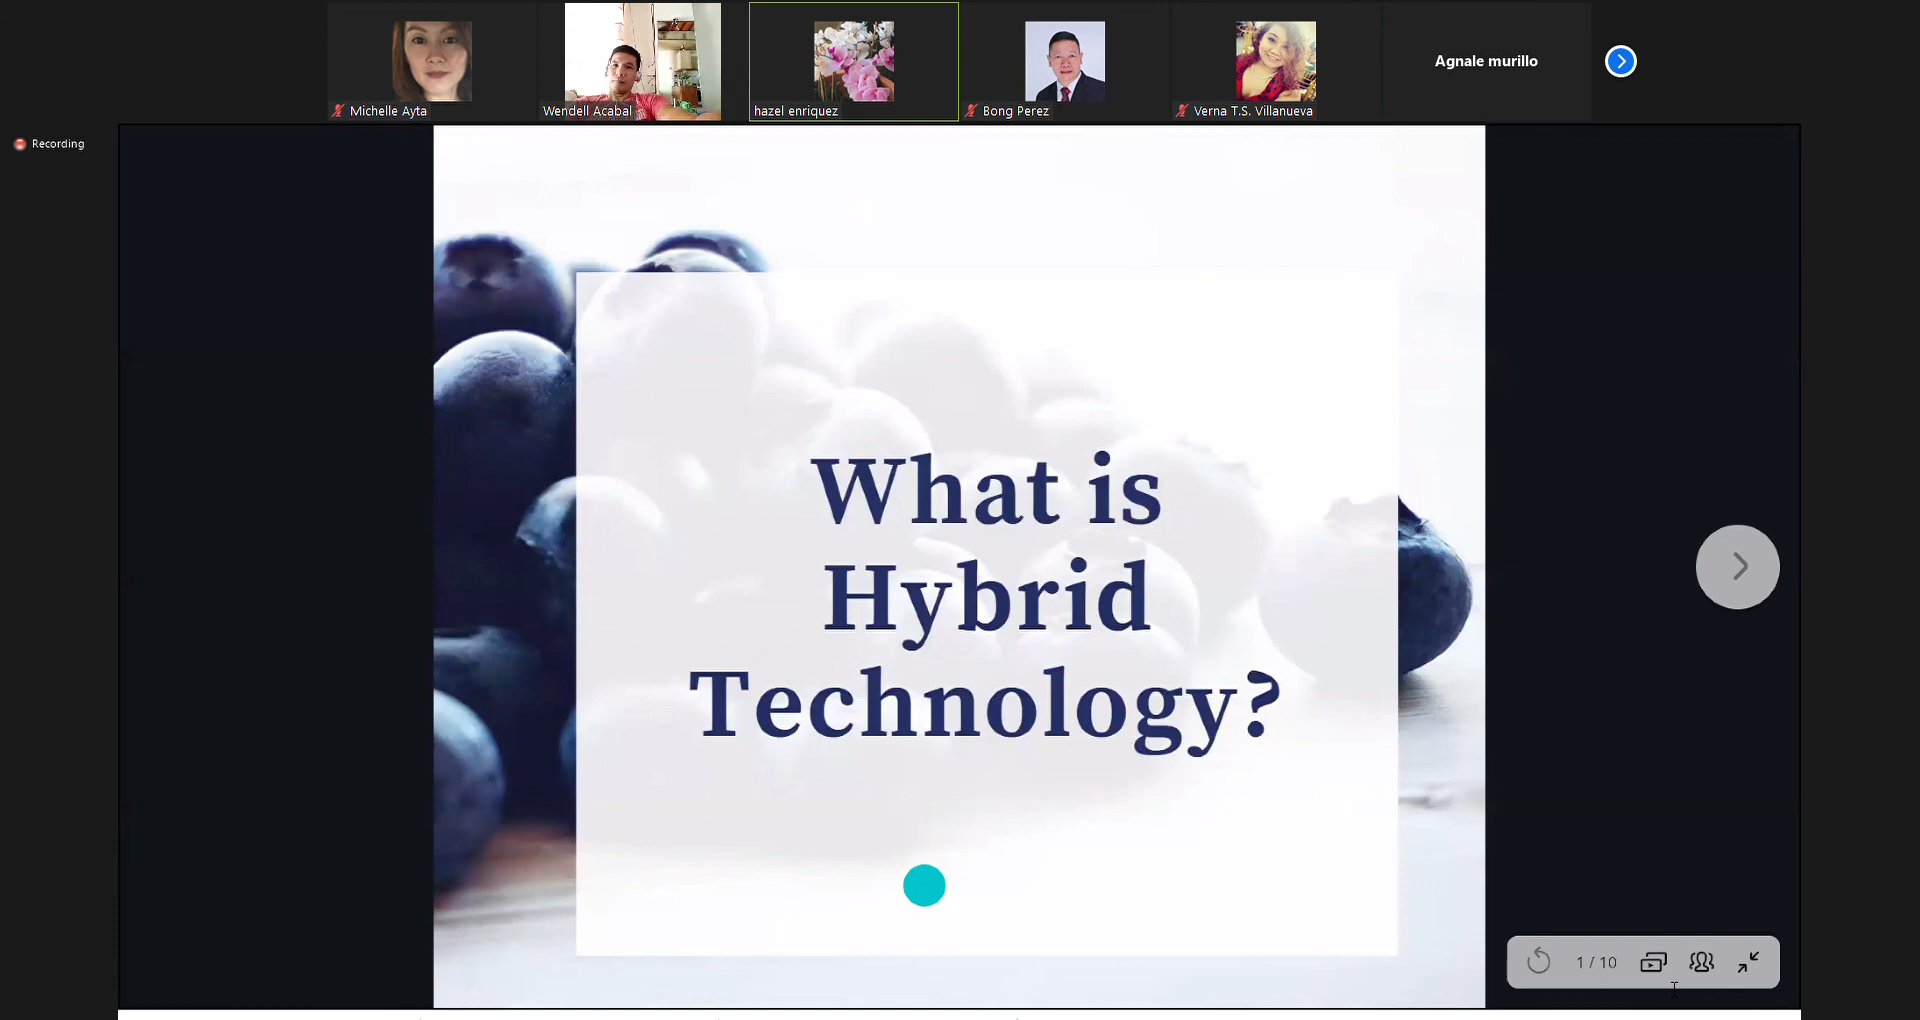 Michelle Ayta
Wendell Acabal
hazel enriquez
Bong Perez
Verna T.S. Villanueva
Agnale murillo
Recording
What is
Hybrid
Technology?
1 / 10